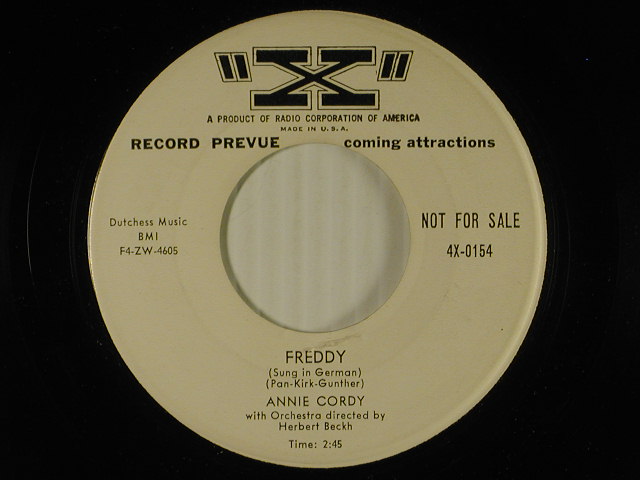 "X"
A PRODUCT OF RADIO CORPORATION OF AMERICA
MADE IN U.S.A.
RECORD PREVUE coming attractions
Dutchess Music
BMI
F4-ZW-4605
NOT FOR SALE
4X-0154
FREDDY
(Sung in German)
(Pan-Kirk-Gunther)
ANNIE CORDY
with Orchestra directed by
Herbert Beckh
Time: 2:45